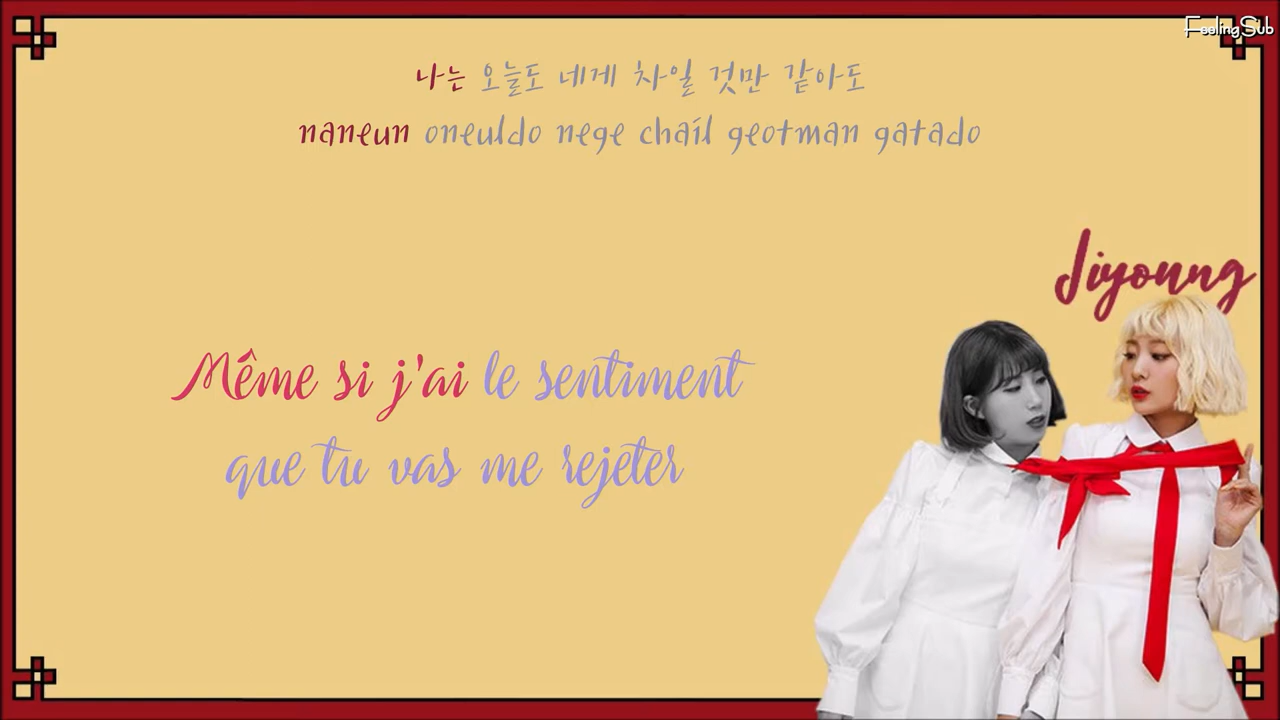 FeelingSub
나는 오늘도 네게 차일 것만 같아도
naneun oneuldo nege chail geotman gatado
Jiyoung
Même si j'ai le sentiment
que tu vas me rejeter